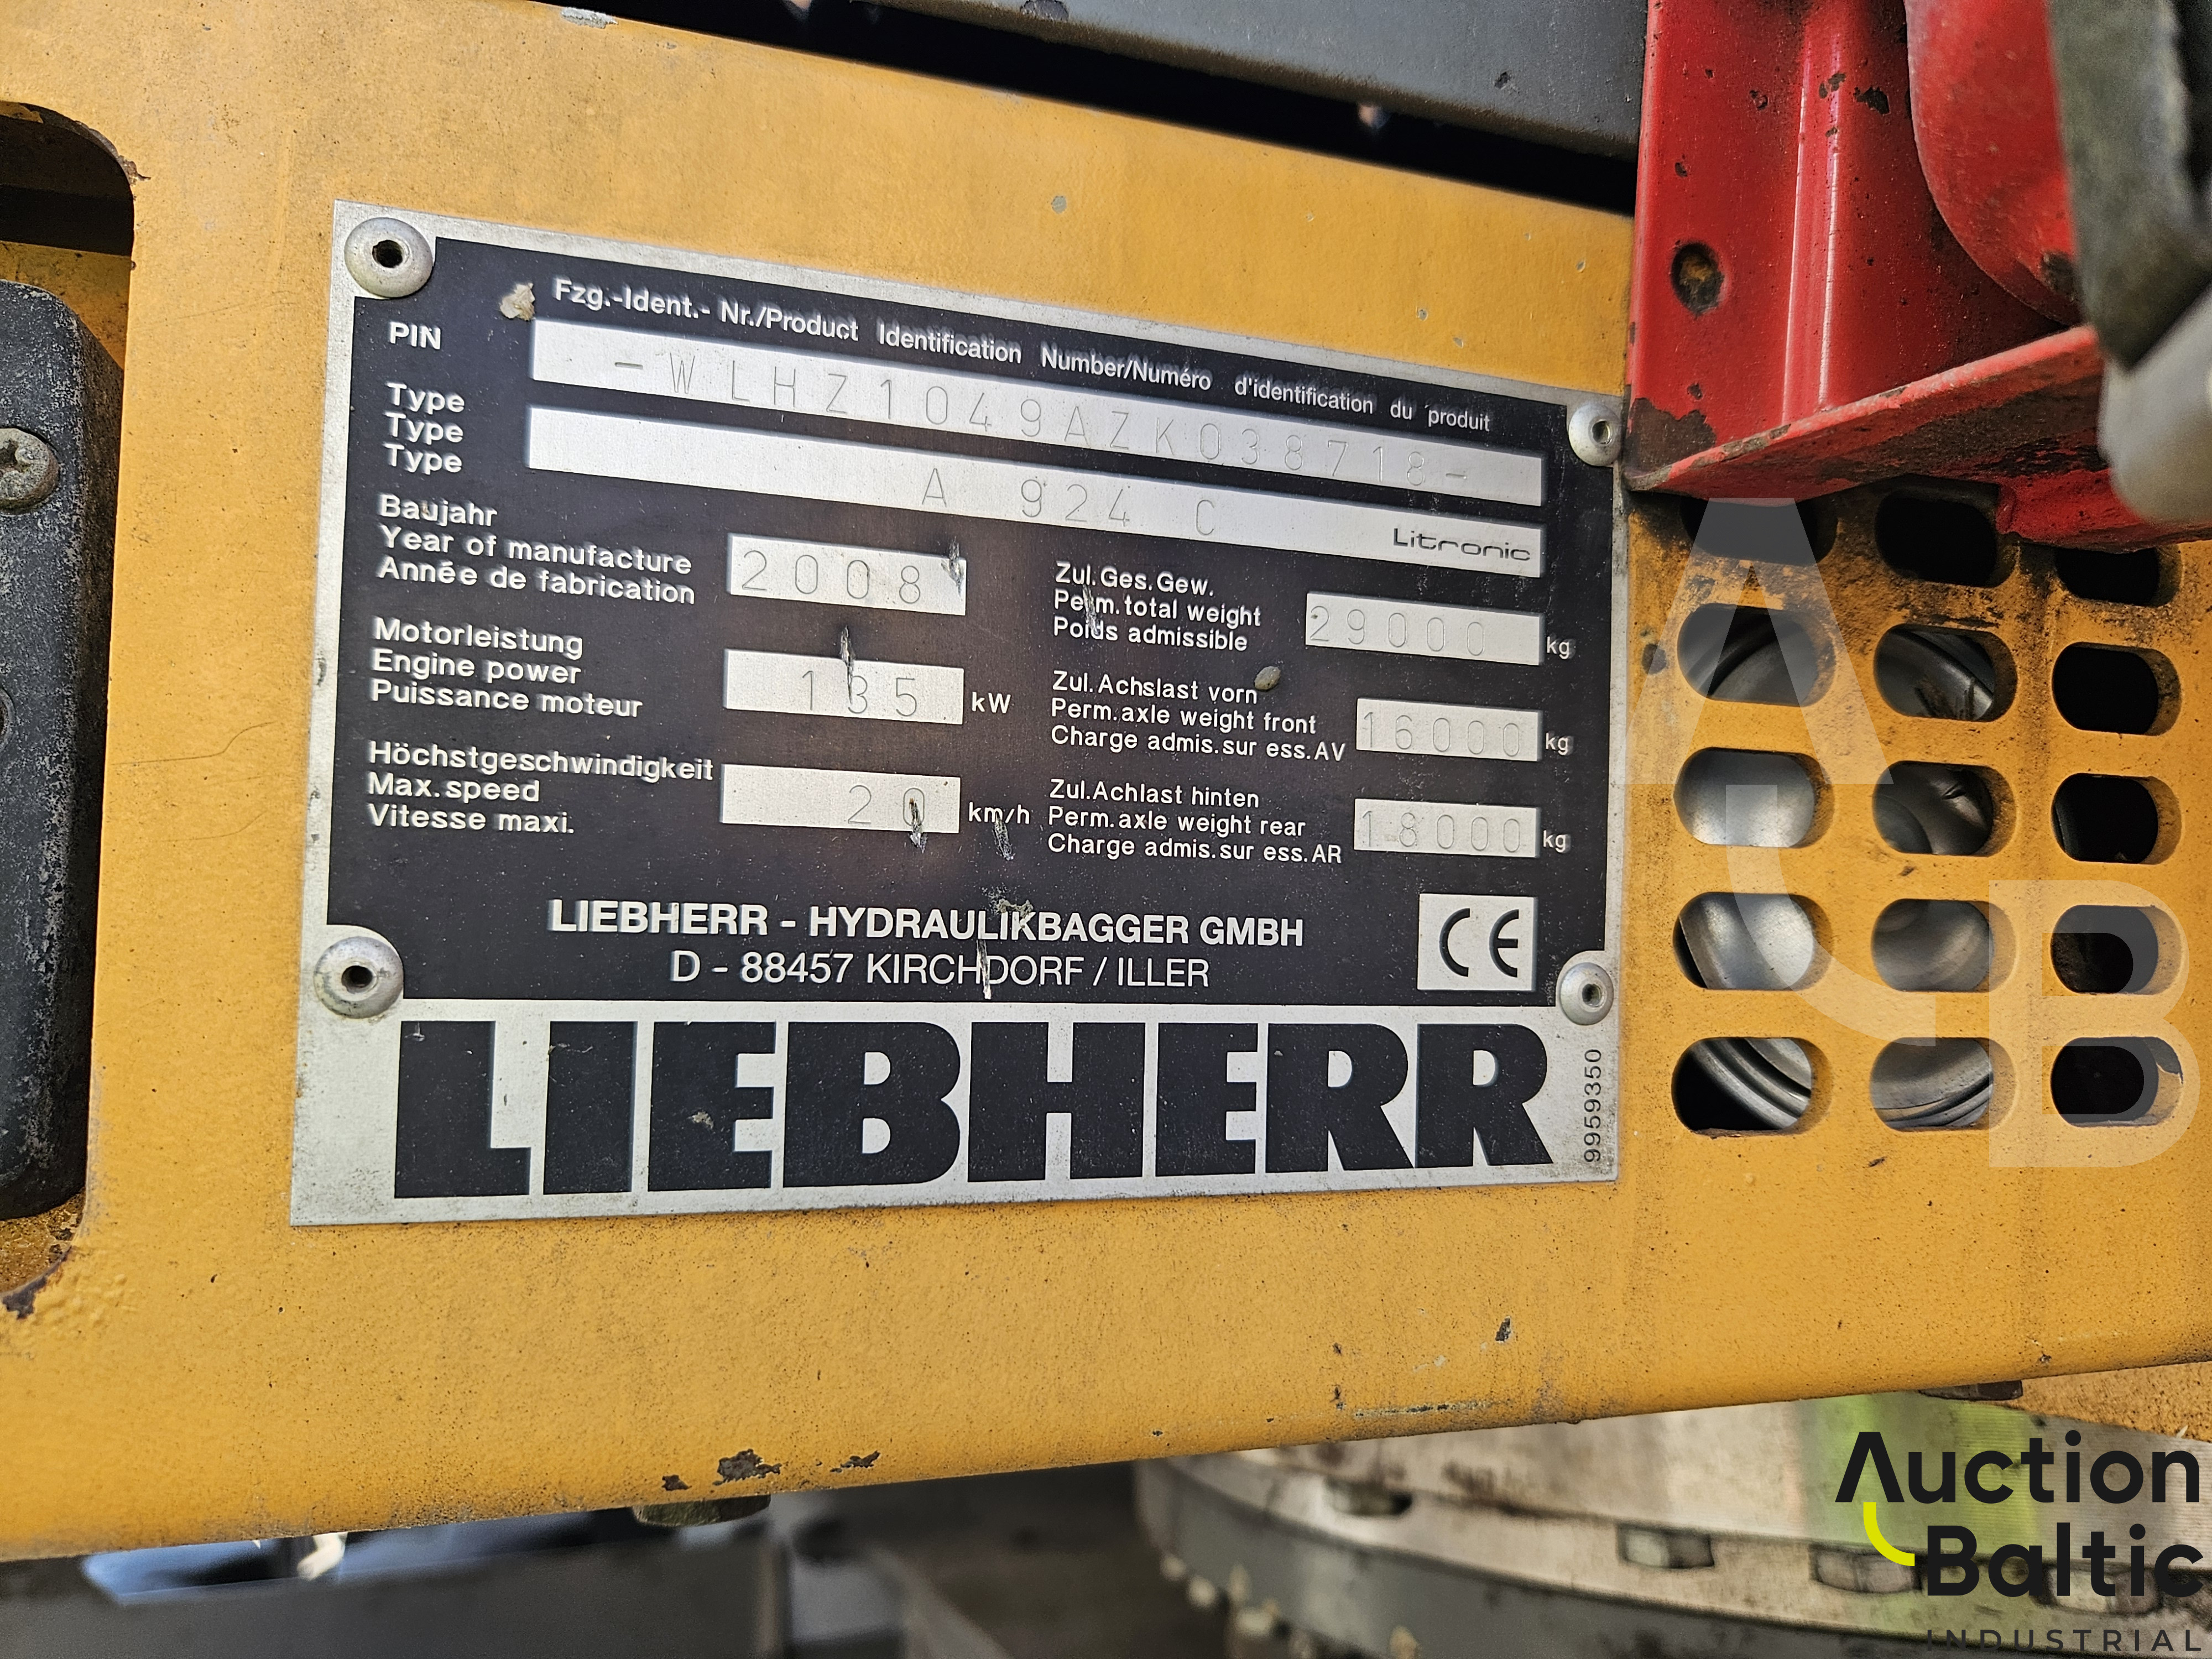 Fzg.-Ident.- Nr./Product Identification Number/Numéro d'identification du produit
PIN -WLHZ1049AZK038718-
Type
Type A 924 C Litronic
Type
Baujahr
Year of manufacture 2008
Année de fabrication
Zul.Ges.Gew.
Perm.total weight 29000 kg
Poids admissible
Motorleistung
Engine power 135 kW
Puissance moteur
Zul.Achslast vorn
Perm.axle weight front 16000 kg
Charge admis.sur ess.AV
Höchstgeschwindigkeit
Max.speed 20 km/h
Vitesse maxi.
Zul.Achlast hinten
Perm.axle weight rear 18000 kg
Charge admis.sur ess.AR
LIEBHERR - HYDRAULIKBAGGER GMBH
D - 88457 KIRCHDORF / ILLER
CE
LIEBHERR
9959350
AB
Auction
Baltic
INDUSTRIAL